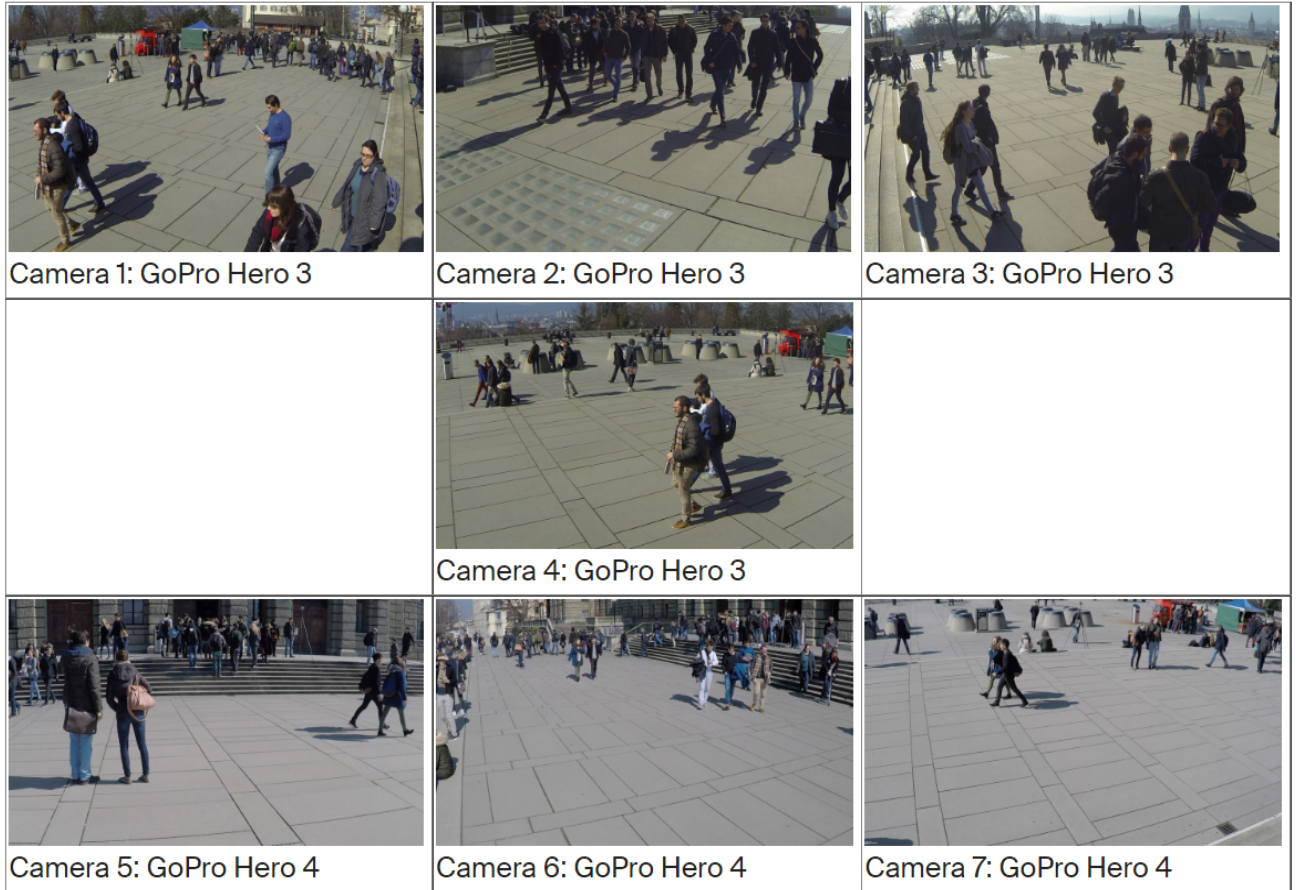 Camera 1: GoPro Hero 3
Camera 2: GoPro Hero 3
Camera 3: GoPro Hero 3
Camera 4: GoPro Hero 3
Camera 5: GoPro Hero 4
Camera 6: GoPro Hero 4
Camera 7: GoPro Hero 4